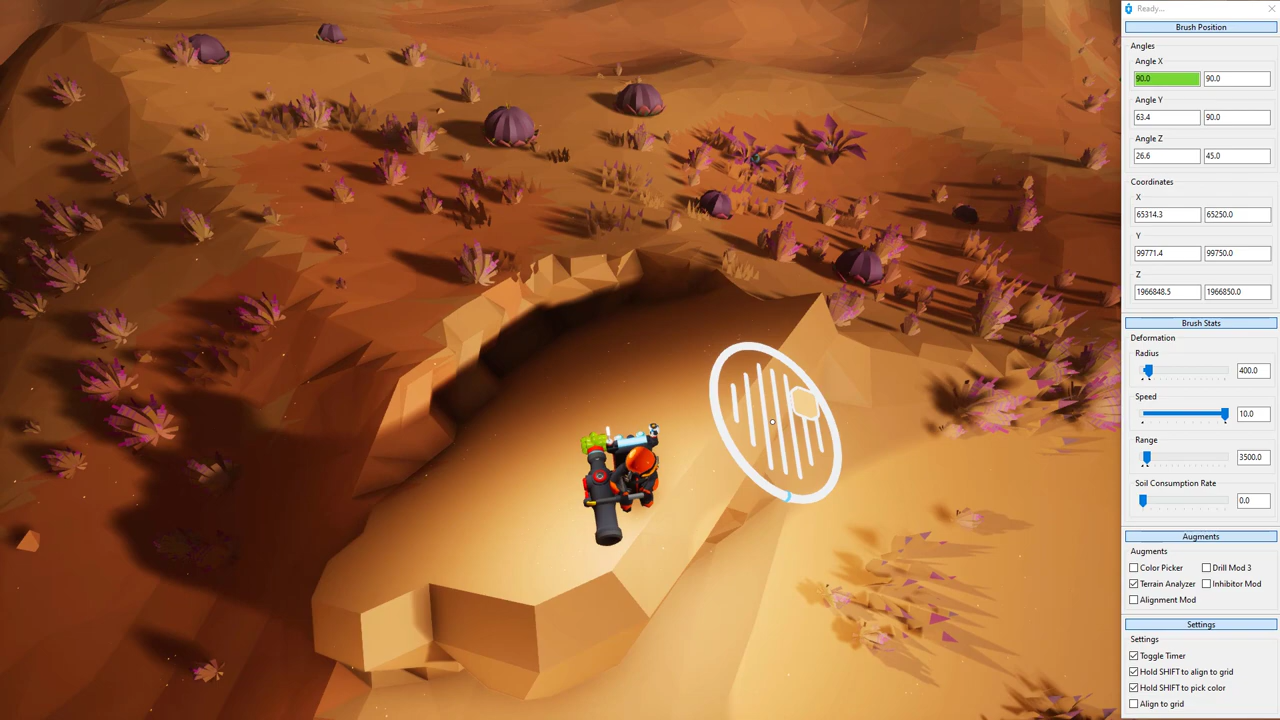 Ready...
Brush Position
Angles
Angle X
90.0 90.0
Angle Y
63.4 90.0
Angle Z
26.6 45.0
Coordinates
X
65314.3 65250.0
Y
99771.4 99750.0
Z
1966848.5 1966850.0
Brush Stats
Deformation
Radius
400.0
Speed
10.0
Range
3500.0
Soil Consumption Rate
0.0
Augments
Augments
Color Picker Drill Mod 3
Terrain Analyzer Inhibitor Mod
Alignment Mod
Settings
Settings
Toggle Timer
Hold SHIFT to align to grid
Hold SHIFT to pick color
Align to grid